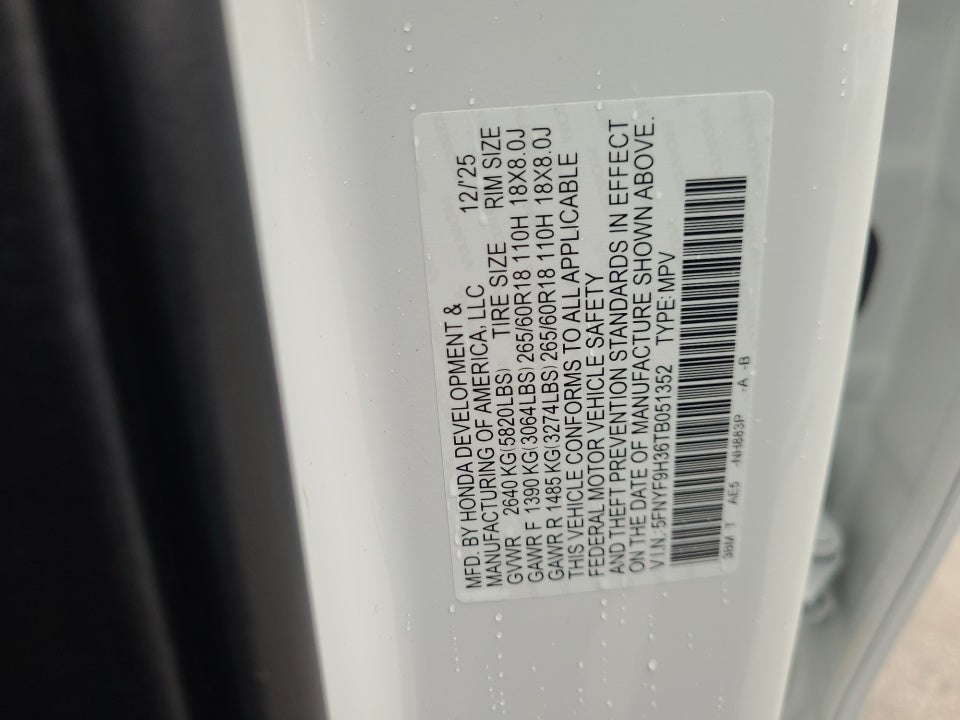 MFD. BY HONDA DEVELOPMENT &
MANUFACTURING OF AMERICA, LLC 12/'25
GVWR 2640 KG(5820LBS) TIRE SIZE RIM SIZE
GAWR F 1390 KG(3064LBS) 265/60R18 110H 18X8.0J
GAWR R 1485 KG(3274LBS) 265/60R18 110H 18X8.0J
THIS VEHICLE CONFORMS TO ALL APPLICABLE
FEDERAL MOTOR VEHICLE SAFETY
AND THEFT PREVENTION STANDARDS IN EFFECT
ON THE DATE OF MANUFACTURE SHOWN ABOVE.
V.I.N.: 5FNYF9H36TB051352 TYPE: MPV
3BM T AE5 -NH883P -A -B